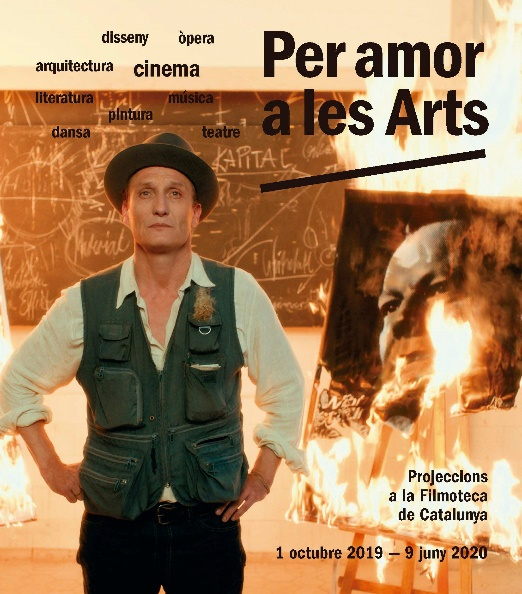 disseny òpera
arquitectura cinema
literatura música
pintura
dansa teatre
Per amor
a les Arts
KAPITAL
Projeccions
a la Filmoteca
de Catalunya
1 octubre 2019 — 9 juny 2020